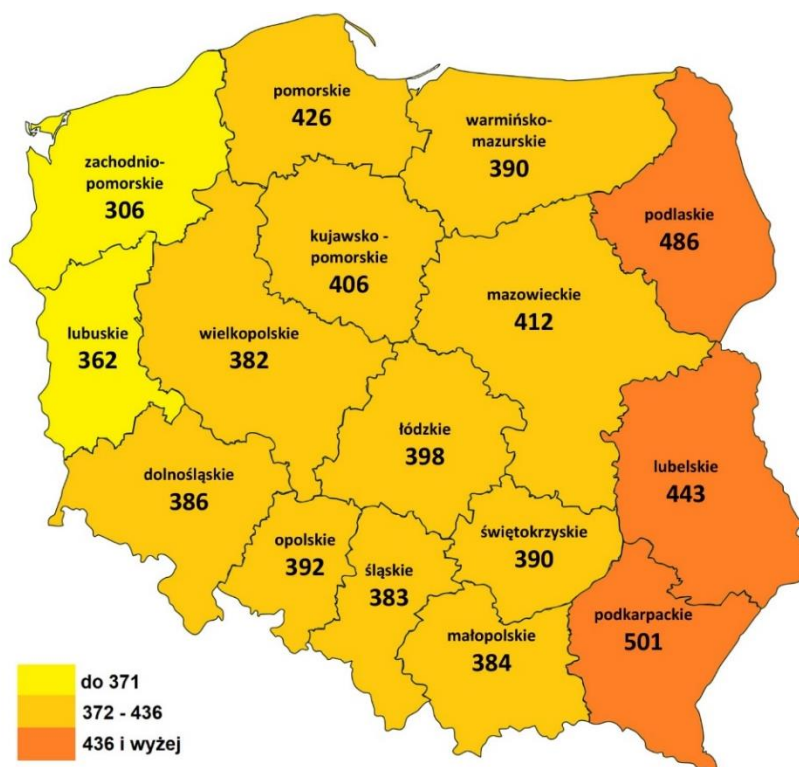 pomorskie
426
warmińsko-
mazurskie
390
zachodnio-
pomorskie
306
podlaskie
486
kujawsko -
pomorskie
406
mazowieckie
412
lubuskie
362
wielkopolskie
382
łódzkie
398
lubelskie
443
dolnośląskie
386
opolskie
392
śląskie
383
świętokrzyskie
390
małopolskie
384
podkarpackie
501
do 371
372 - 436
436 i wyżej